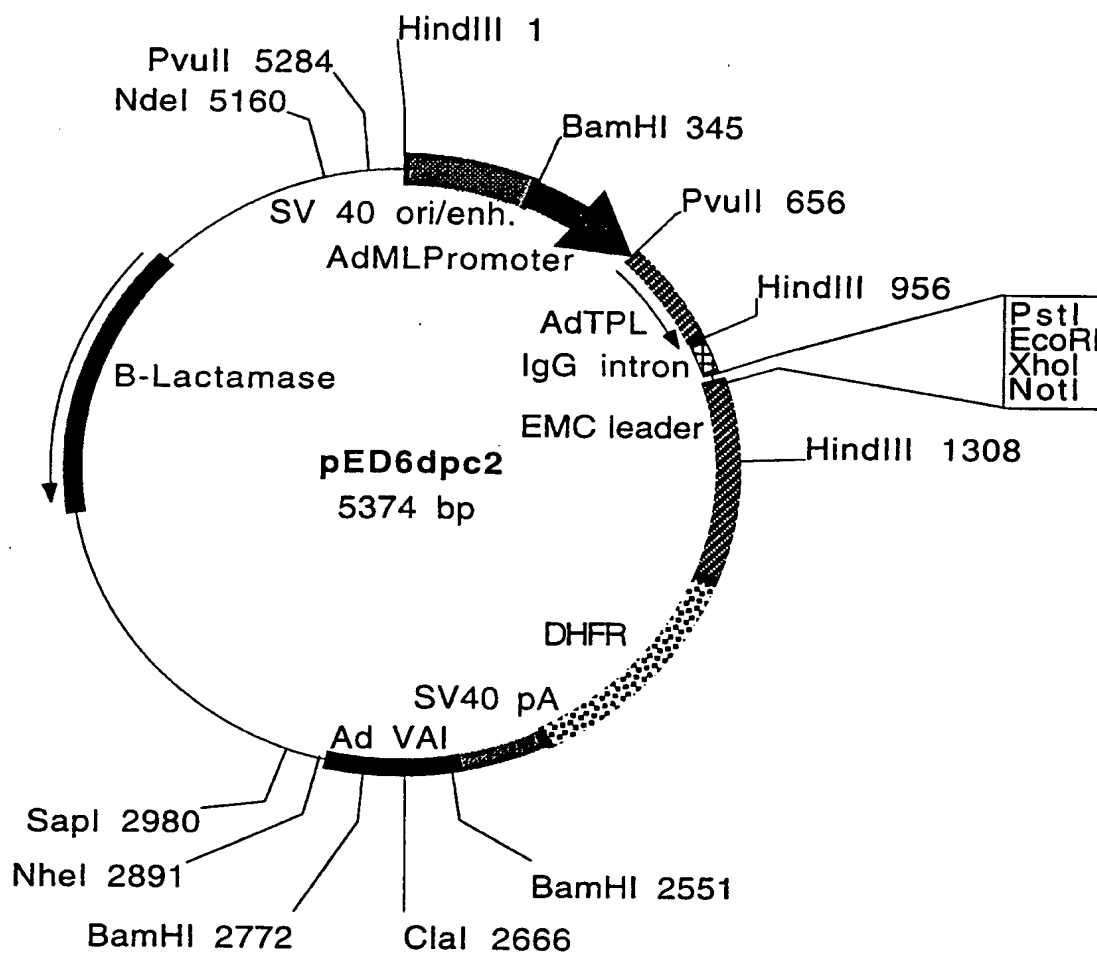 HindIII 1
PvuII 5284
NdeI 5160
BamHI 345
SV 40 ori/enh.
PvuII 656
AdMLPromoter
HindIII 956
AdTPL
PstI
EcoRI
XhoI
NotI
IgG intron
B-Lactamase
EMC leader
HindIII 1308
pED6dpc2
5374 bp
DHFR
SV40 pA
Ad VAI
SapI 2980
NheI 2891
BamHI 2551
BamHI 2772
ClaI 2666